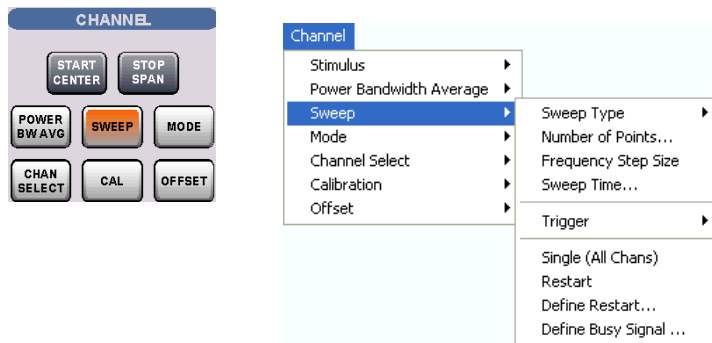 CHANNEL
START
CENTER
STOP
SPAN
POWER
BW AVG
SWEEP
MODE
CHAN
SELECT
CAL
OFFSET
Channel
Stimulus
Power Bandwidth Average
Sweep
Mode
Channel Select
Calibration
Offset
Sweep Type
Number of Points...
Frequency Step Size
Sweep Time...
Trigger
Single (All Chans)
Restart
Define Restart...
Define Busy Signal ...